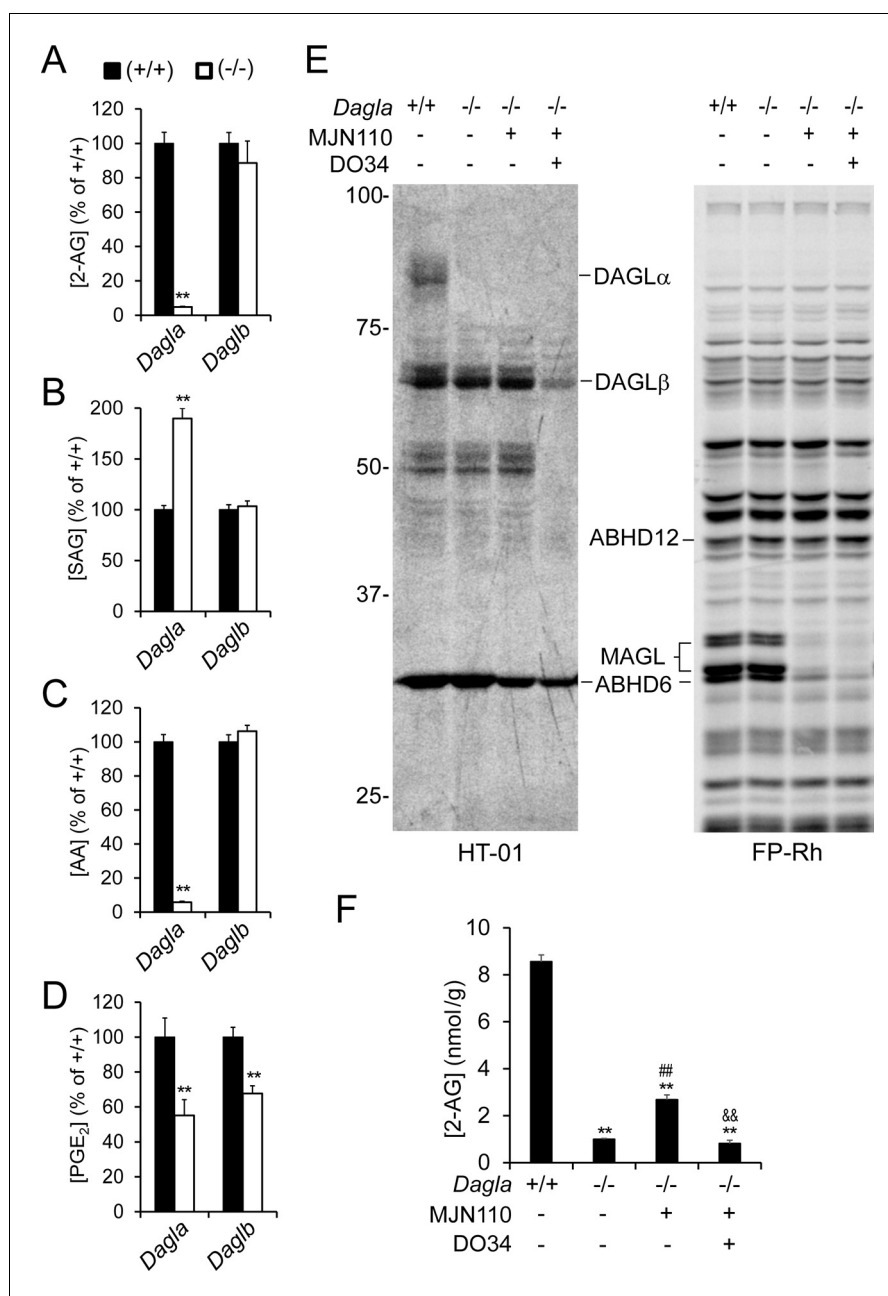 A
(+/+) (-/-)
[2-AG] (% of +/+)
120
100
80
60
40
20
0
**
Dagla
Daglb
B
[SAG] (% of +/+)
200
150
100
50
0
**
Dagla
Daglb
C
[AA] (% of +/+)
120
100
80
60
40
20
0
**
Dagla
Daglb
D
[PGE2] (% of +/+)
120
100
80
60
40
20
0
**
**
Dagla
Daglb
E
Dagla +/+ -/- -/- -/-
MJN110 - - + +
DO34 - - - +
+/+ -/- -/- -/-
- - + +
- - - +
100-
75-
50-
37-
25-
DAGLα
DAGLβ
ABHD12
MAGL
ABHD6
HT-01
FP-Rh
F
[2-AG] (nmol/g)
10
8
6
4
2
0
**
##
**
&&
**
Dagla +/+ -/- -/- -/-
MJN110 - - + +
DO34 - - - +